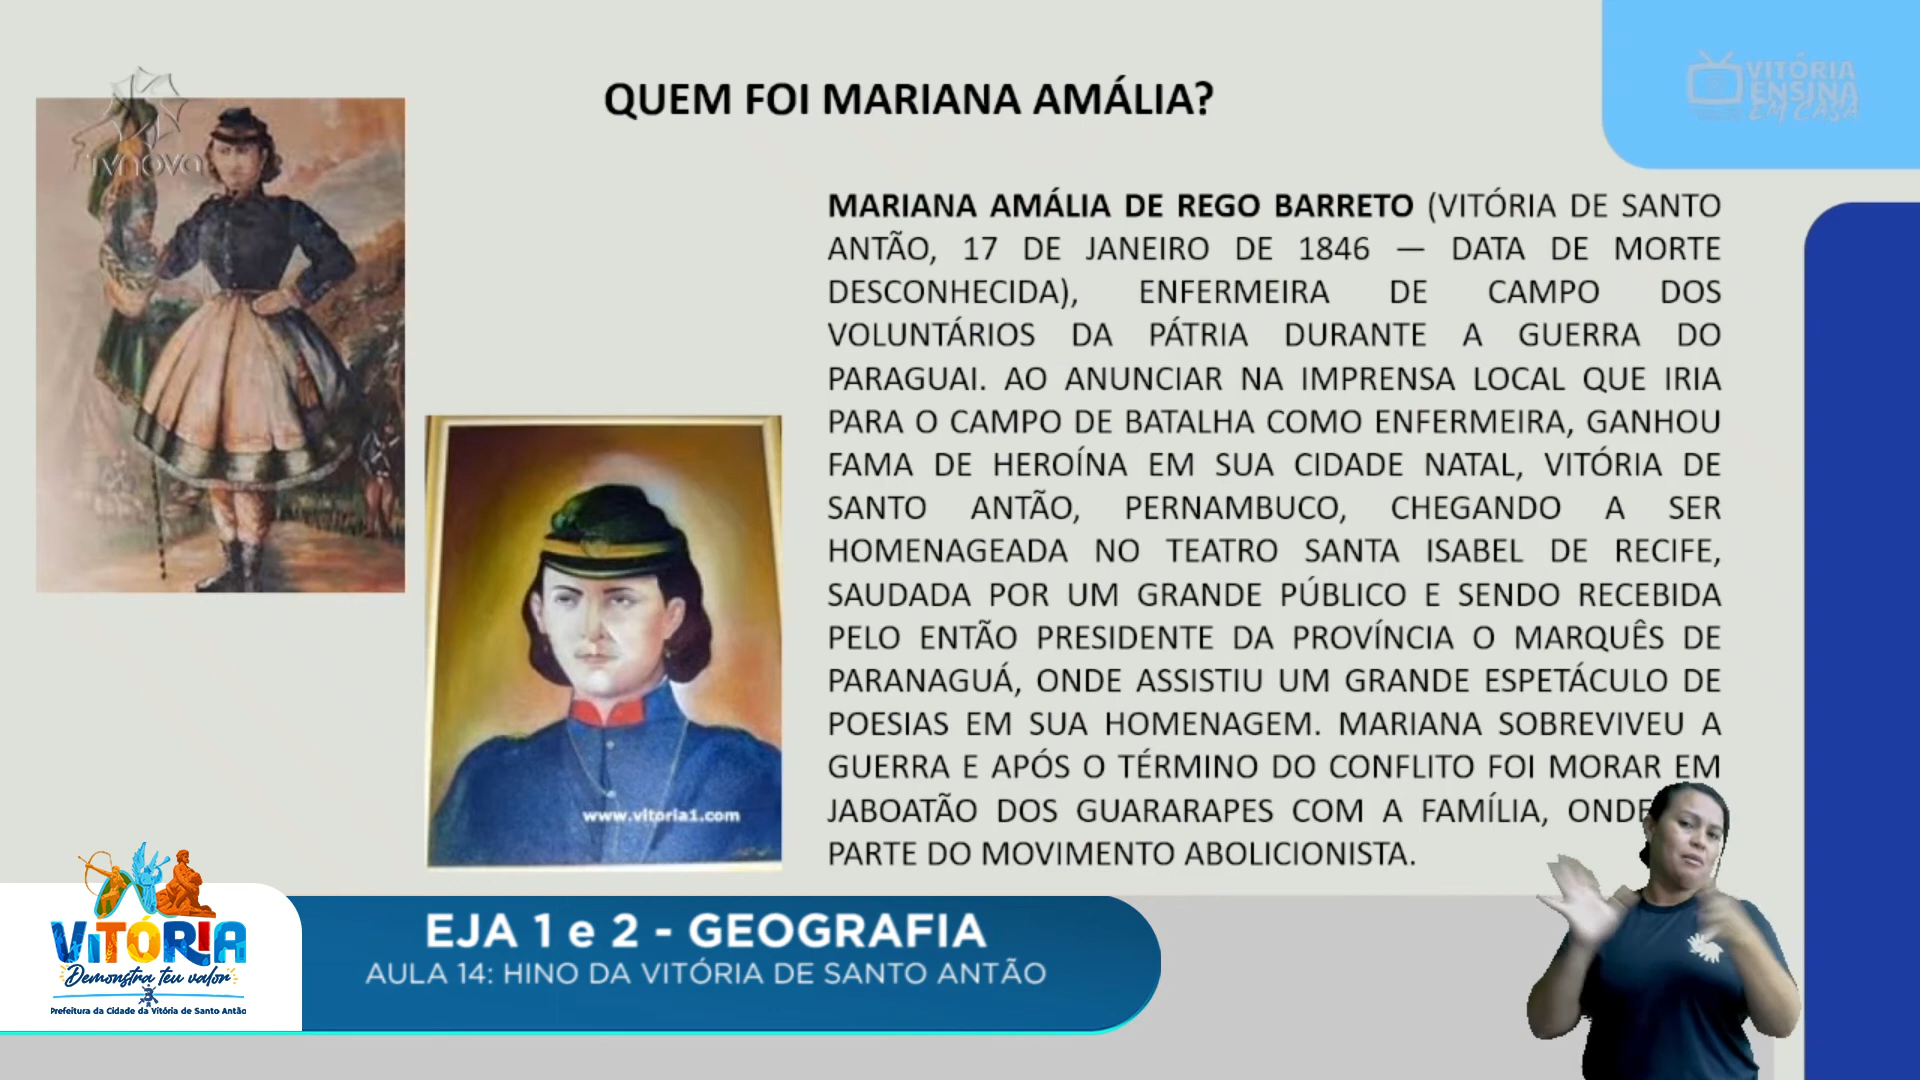 QUEM FOI MARIANA AMÁLIA?
VITÓRIA
ENSINA
EM CASA
tvnova
MARIANA AMÁLIA DE REGO BARRETO (VITÓRIA DE SANTO
ANTÃO, 17 DE JANEIRO DE 1846 — DATA DE MORTE
DESCONHECIDA), ENFERMEIRA DE CAMPO DOS
VOLUNTÁRIOS DA PÁTRIA DURANTE A GUERRA DO
PARAGUAI. AO ANUNCIAR NA IMPRENSA LOCAL QUE IRIA
PARA O CAMPO DE BATALHA COMO ENFERMEIRA, GANHOU
FAMA DE HEROÍNA EM SUA CIDADE NATAL, VITÓRIA DE
SANTO ANTÃO, PERNAMBUCO, CHEGANDO A SER
HOMENAGEADA NO TEATRO SANTA ISABEL DE RECIFE,
SAUDADA POR UM GRANDE PÚBLICO E SENDO RECEBIDA
PELO ENTÃO PRESIDENTE DA PROVÍNCIA O MARQUÊS DE
PARANAGUÁ, ONDE ASSISTIU UM GRANDE ESPETÁCULO DE
POESIAS EM SUA HOMENAGEM. MARIANA SOBREVIVEU A
GUERRA E APÓS O TÉRMINO DO CONFLITO FOI MORAR EM
JABOATÃO DOS GUARARAPES COM A FAMÍLIA, ONDE
PARTE DO MOVIMENTO ABOLICIONISTA.
www.vitoria1.com
VITÓRIA
Demonstra teu valor
Prefeitura da Cidade da Vitória de Santo Antão
EJA 1 e 2 - GEOGRAFIA
AULA 14: HINO DA VITÓRIA DE SANTO ANTÃO